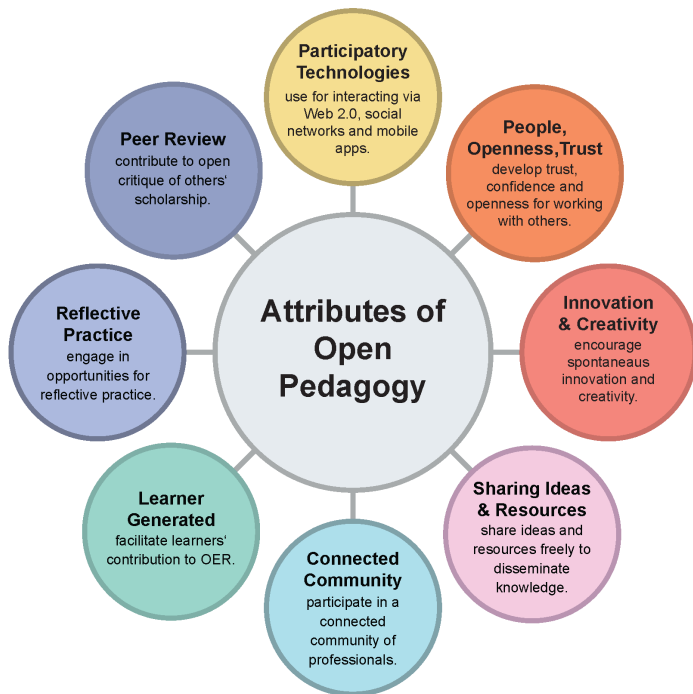 Attributes of
Open
Pedagogy
Participatory
Technologies
use for interacting via
Web 2.0, social
networks and mobile
apps.
People,
Openness,Trust
develop trust,
confidence and
openness for working
with others.
Innovation
& Creativity
encourage
spontaneaus
innovation and
creativity.
Sharing Ideas
& Resources
share ideas and
resources freely to
disseminate
knowledge.
Connected
Community
participate in a
connected
community of
professionals.
Learner
Generated
facilitate learners‘
contribution to OER.
Reflective
Practice
engage in
opportunities for
reflective practice.
Peer Review
contribute to open
critique of others‘
scholarship.